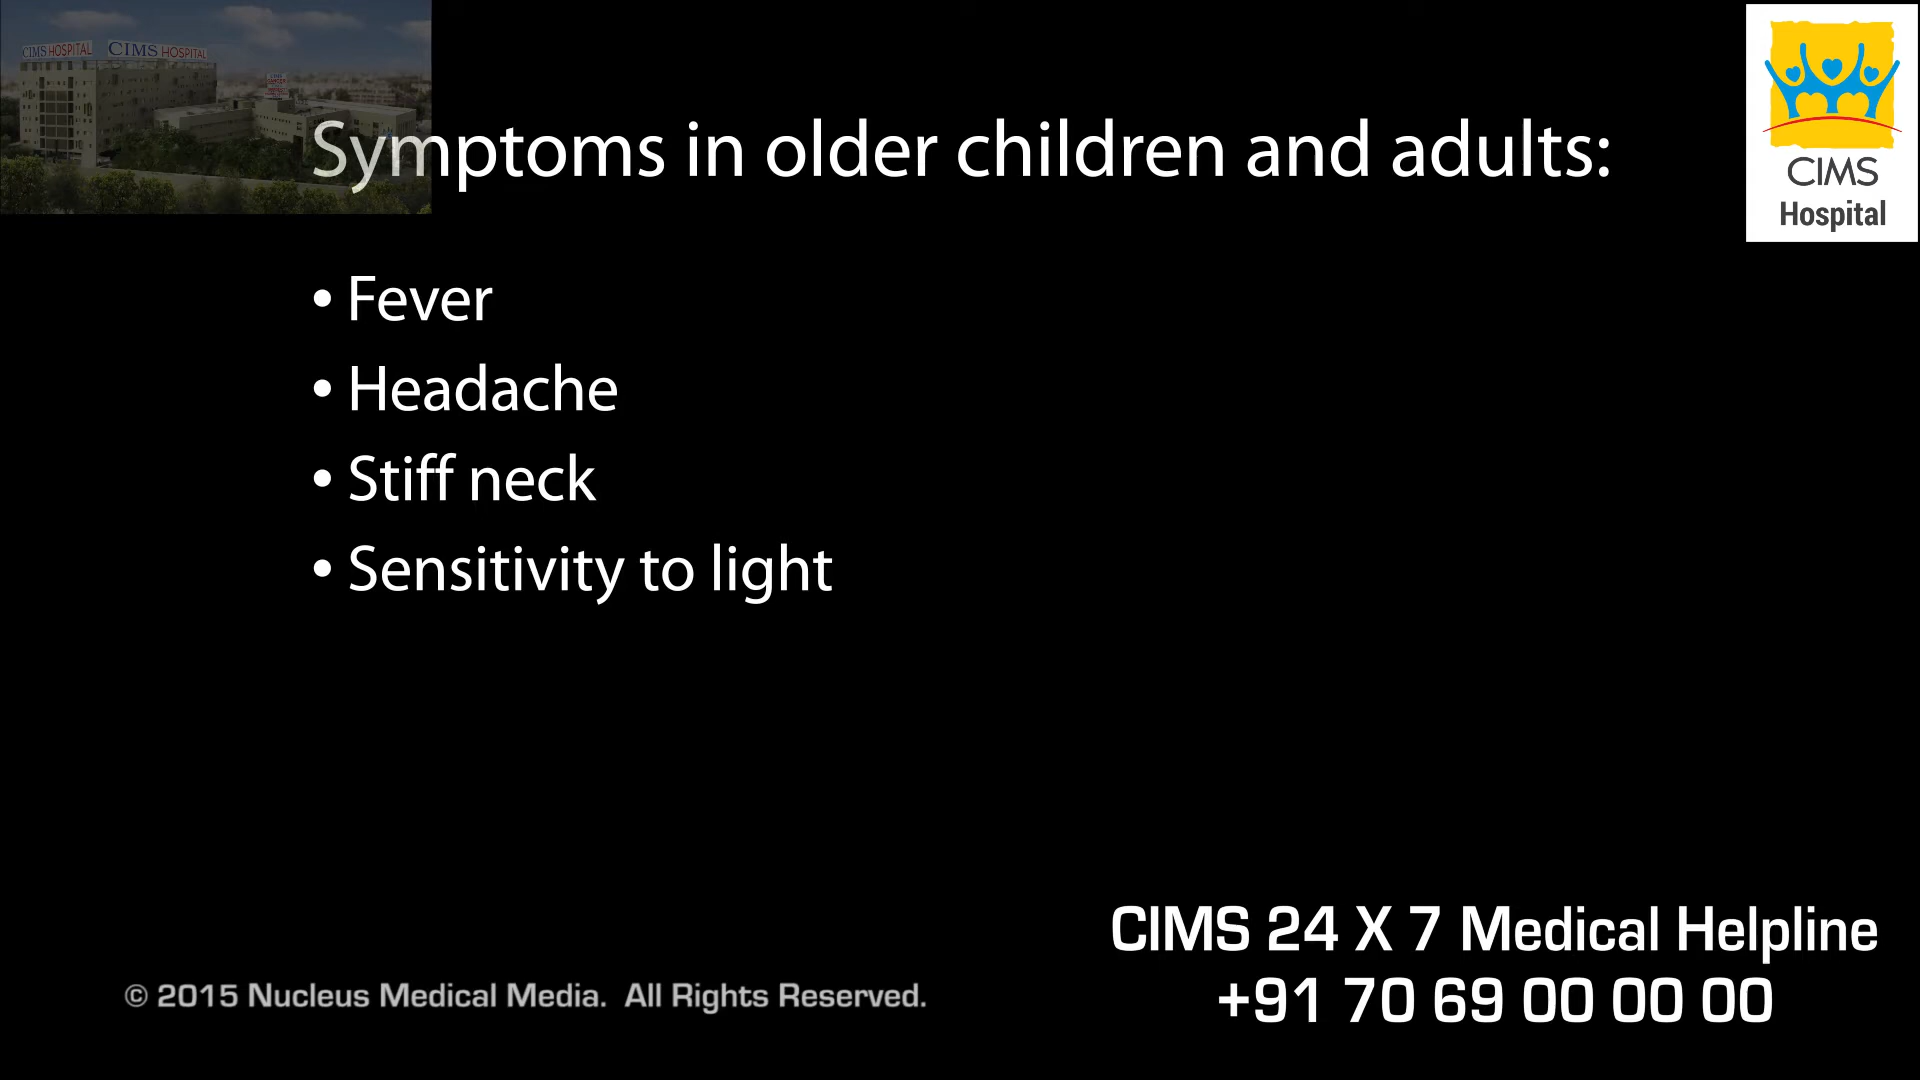 CIMS HOSPITAL CIMS HOSPITAL
Symptoms in older children and adults:
CIMS
Hospital
• Fever
• Headache
• Stiff neck
• Sensitivity to light
CIMS 24 X 7 Medical Helpline
+91 70 69 00 00 00
© 2015 Nucleus Medical Media. All Rights Reserved.